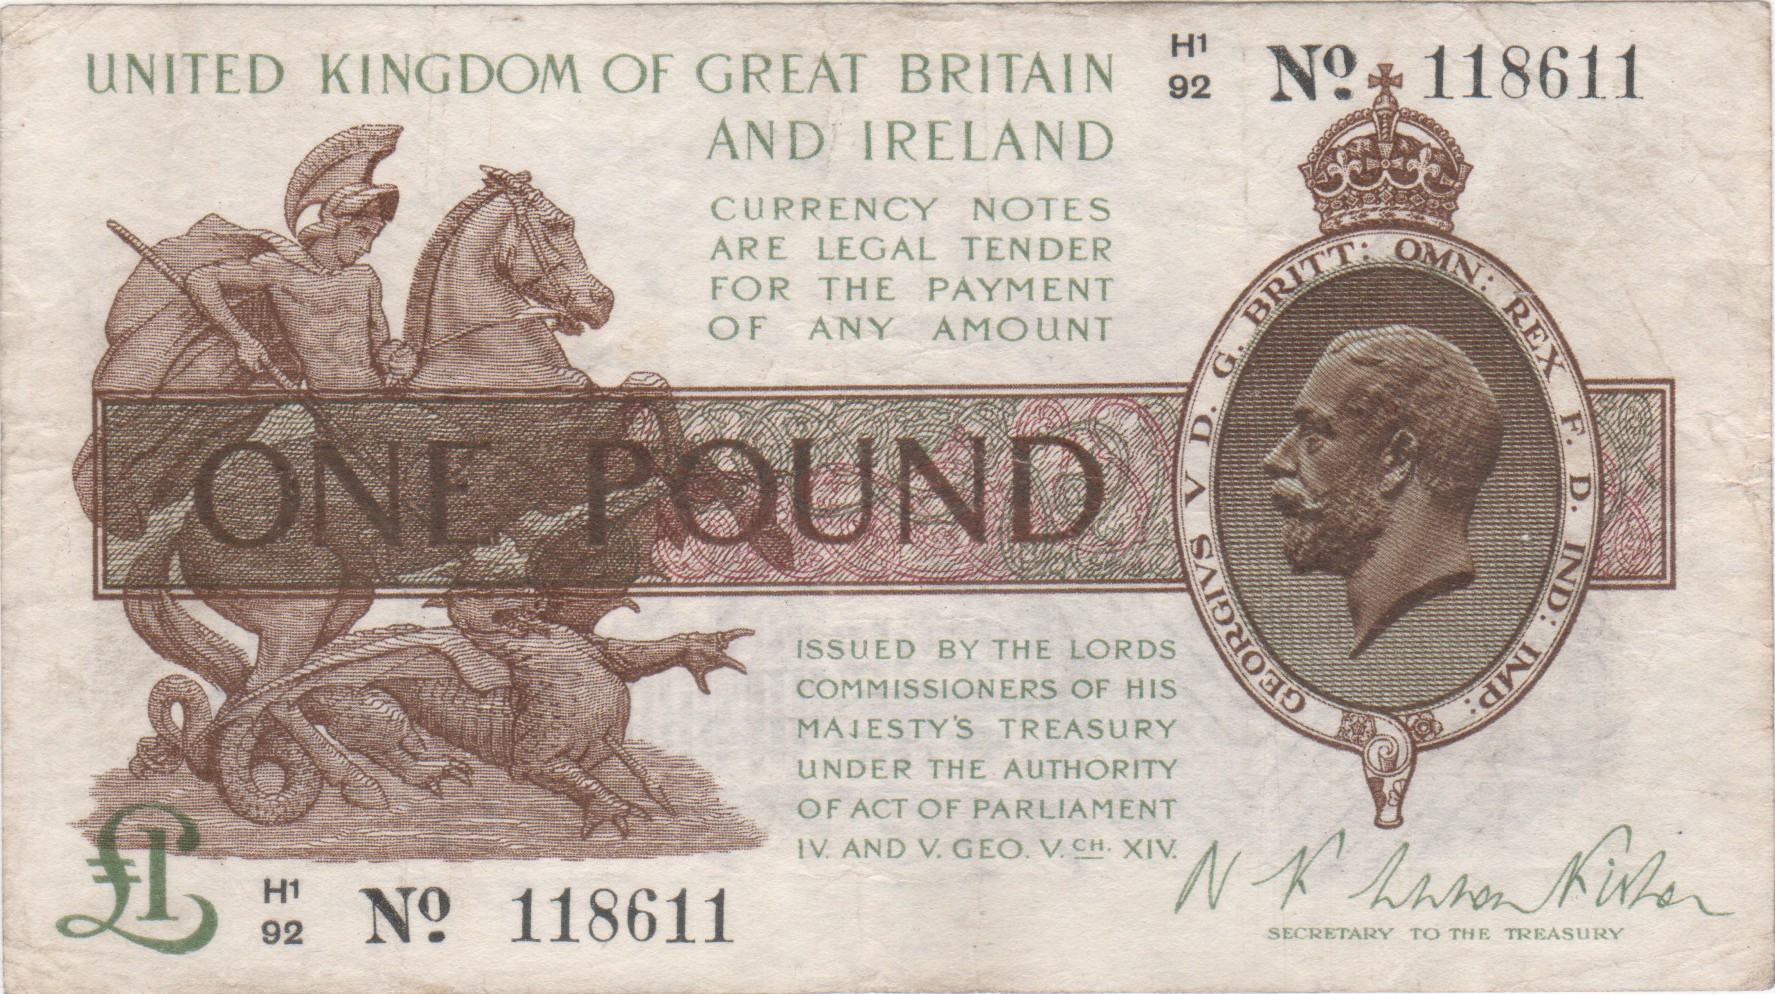 UNITED KINGDOM OF GREAT BRITAIN
AND IRELAND
H1
92
No. 118611
CURRENCY NOTES
ARE LEGAL TENDER
FOR THE PAYMENT
OF ANY AMOUNT
GEORGIVS V D. G. BRITT: OMN: REX F. D. IND: IMP:
ONE POUND
ISSUED BY THE LORDS
COMMISSIONERS OF HIS
MAJESTY'S TREASURY
UNDER THE AUTHORITY
OF ACT OF PARLIAMENT
IV. AND V. GEO. V. CH. XIV.
£1
H1
92
No. 118611
N K Warren Fisher
SECRETARY TO THE TREASURY